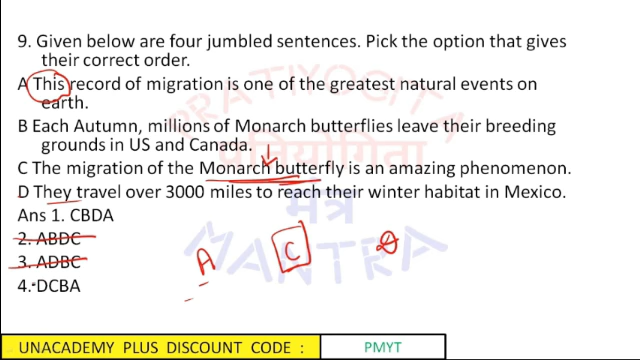 9. Given below are four jumbled sentences. Pick the option that gives
their correct order.
A This record of migration is one of the greatest natural events on
earth.
B Each Autumn, millions of Monarch butterflies leave their breeding
grounds in US and Canada.
C The migration of the Monarch butterfly is an amazing phenomenon.
D They travel over 3000 miles to reach their winter habitat in Mexico.
Ans 1. CBDA
2. ABDC
3. ADBC
4. DCBA
A C D
PRATIYOGITA
प्रतियोगिता
मंत्र
MANTRA
UNACADEMY PLUS DISCOUNT CODE : PMYT